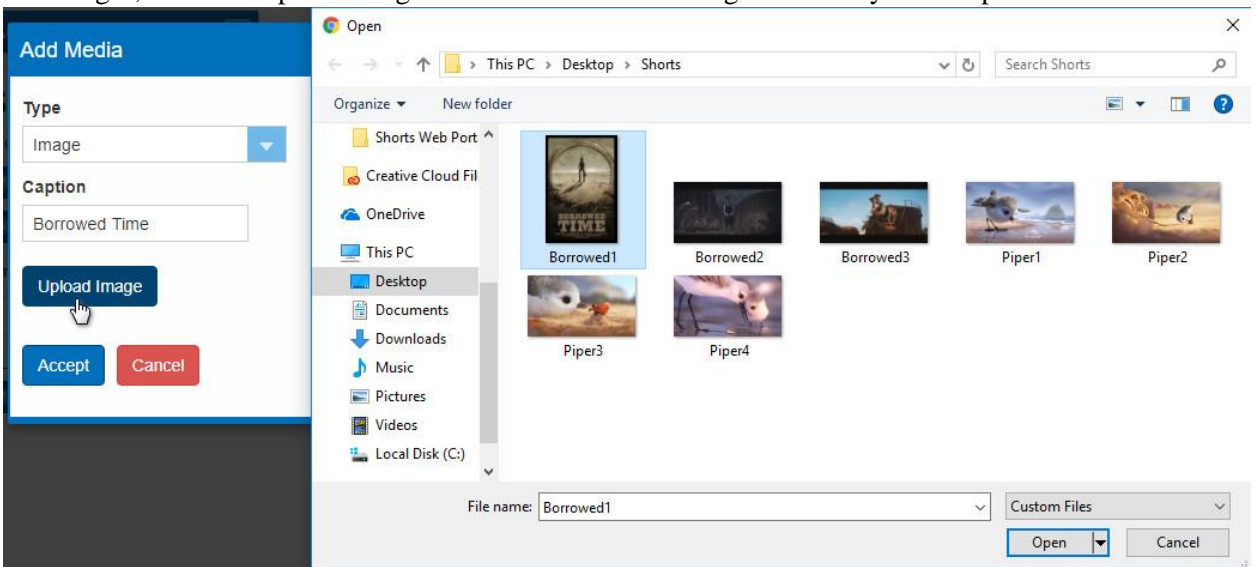 Add Media
Type
Image
Caption
Borrowed Time
Upload Image
Accept
Cancel
Open
This PC > Desktop > Shorts
Search Shorts
Organize
New folder
Shorts Web Port
Creative Cloud Fil
OneDrive
This PC
Desktop
Documents
Downloads
Music
Pictures
Videos
Local Disk (C:)
BORROWED
TIME
Borrowed1
Borrowed2
Borrowed3
Piper1
Piper2
Piper3
Piper4
File name:
Borrowed1
Custom Files
Open
Cancel